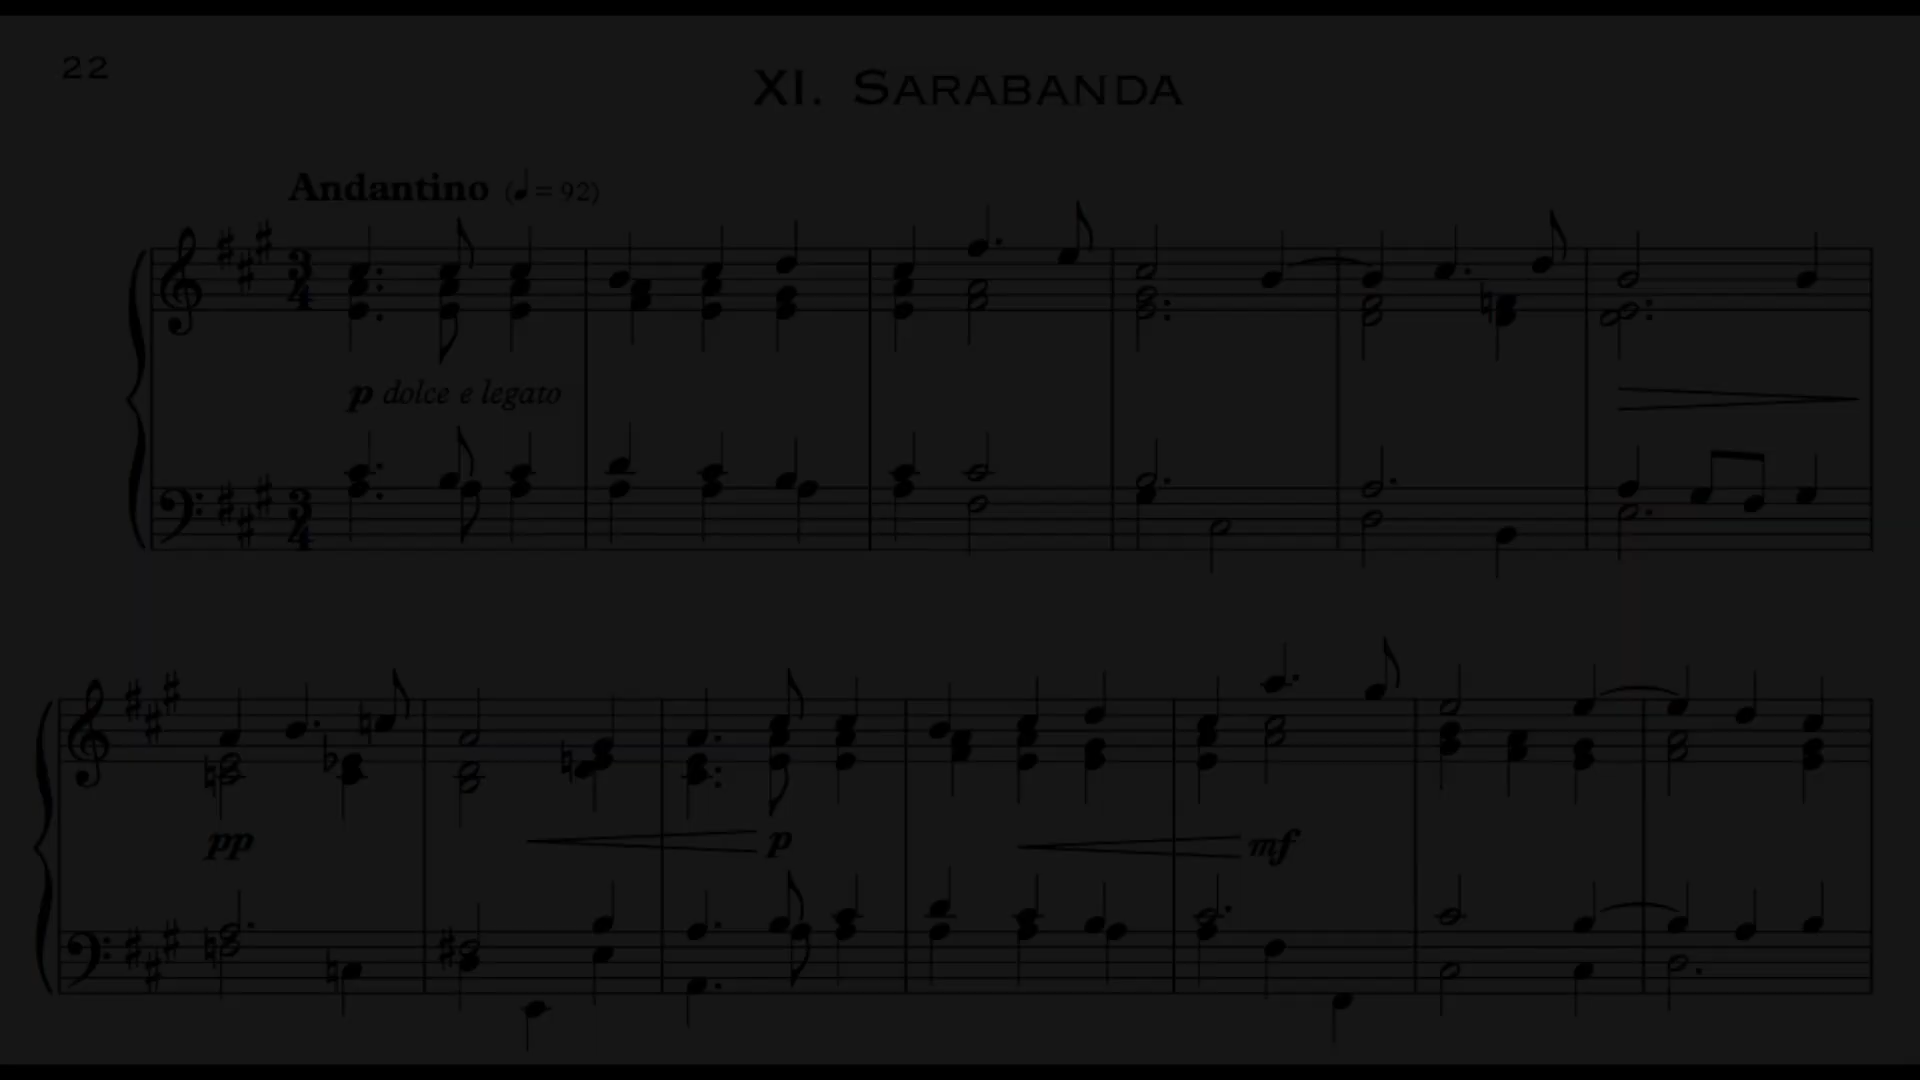 22
XI. SARABANDA
Andantino (♩= 92)
p dolce e legato
pp
p
mf